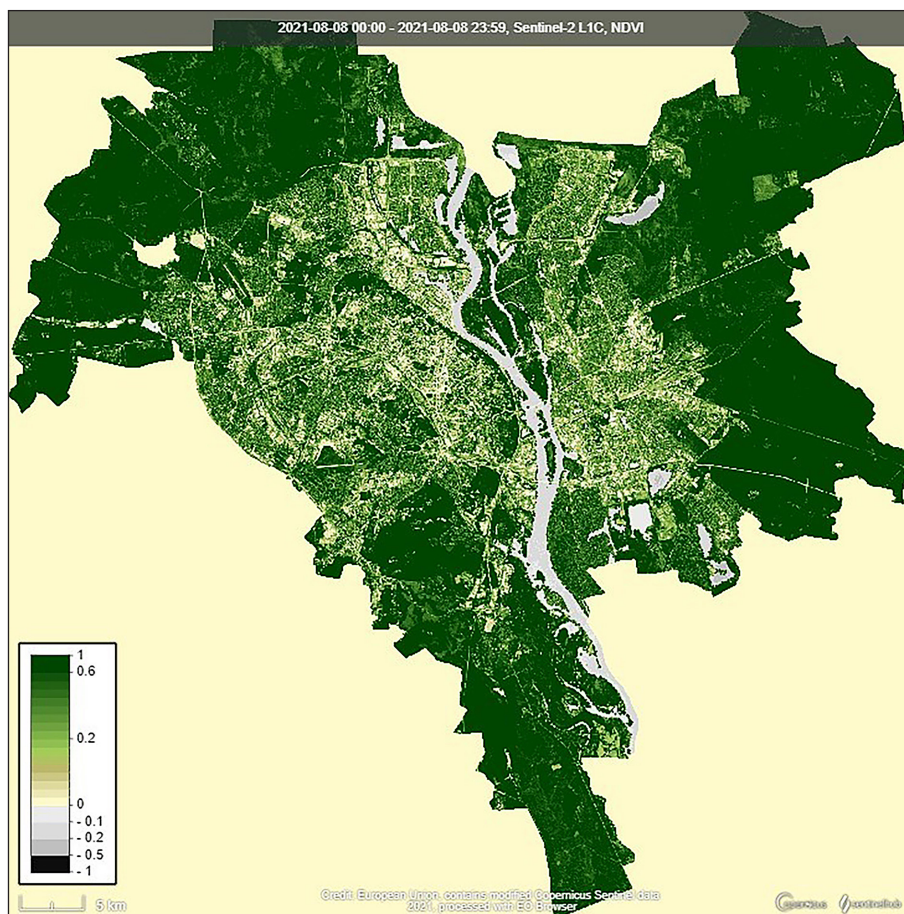 2021-08-08 00:00 - 2021-08-08 23:59, Sentinel-2 L1C, NDVI
1
0.6
0.2
0
- 0.1
- 0.2
- 0.5
- 1
5 km
Credit: European Union, contains modified Copernicus Sentinel data
2021, processed with EO Browser
opernicus
sentinelhub